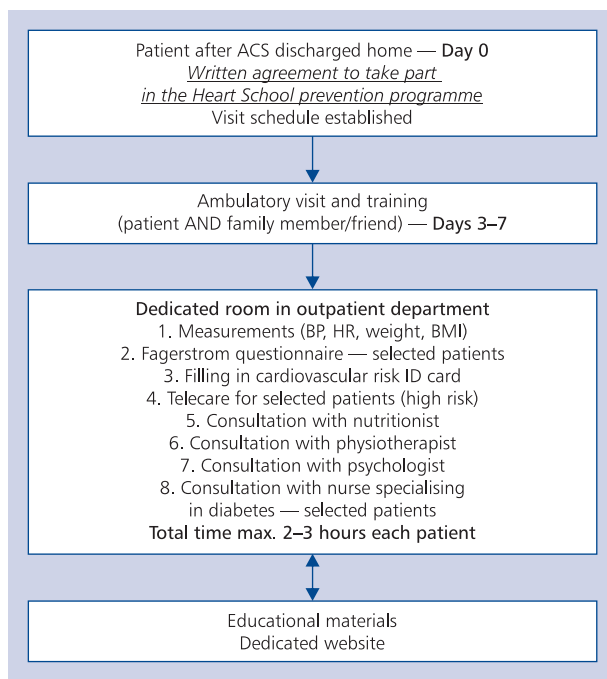 Patient after ACS discharged home — Day 0
Written agreement to take part
in the Heart School prevention programme
Visit schedule established
Ambulatory visit and training
(patient AND family member/friend) — Days 3–7
Dedicated room in outpatient department
1. Measurements (BP, HR, weight, BMI)
2. Fagerstrom questionnaire — selected patients
3. Filling in cardiovascular risk ID card
4. Telecare for selected patients (high risk)
5. Consultation with nutritionist
6. Consultation with physiotherapist
7. Consultation with psychologist
8. Consultation with nurse specialising
in diabetes — selected patients
Total time max. 2–3 hours each patient
Educational materials
Dedicated website